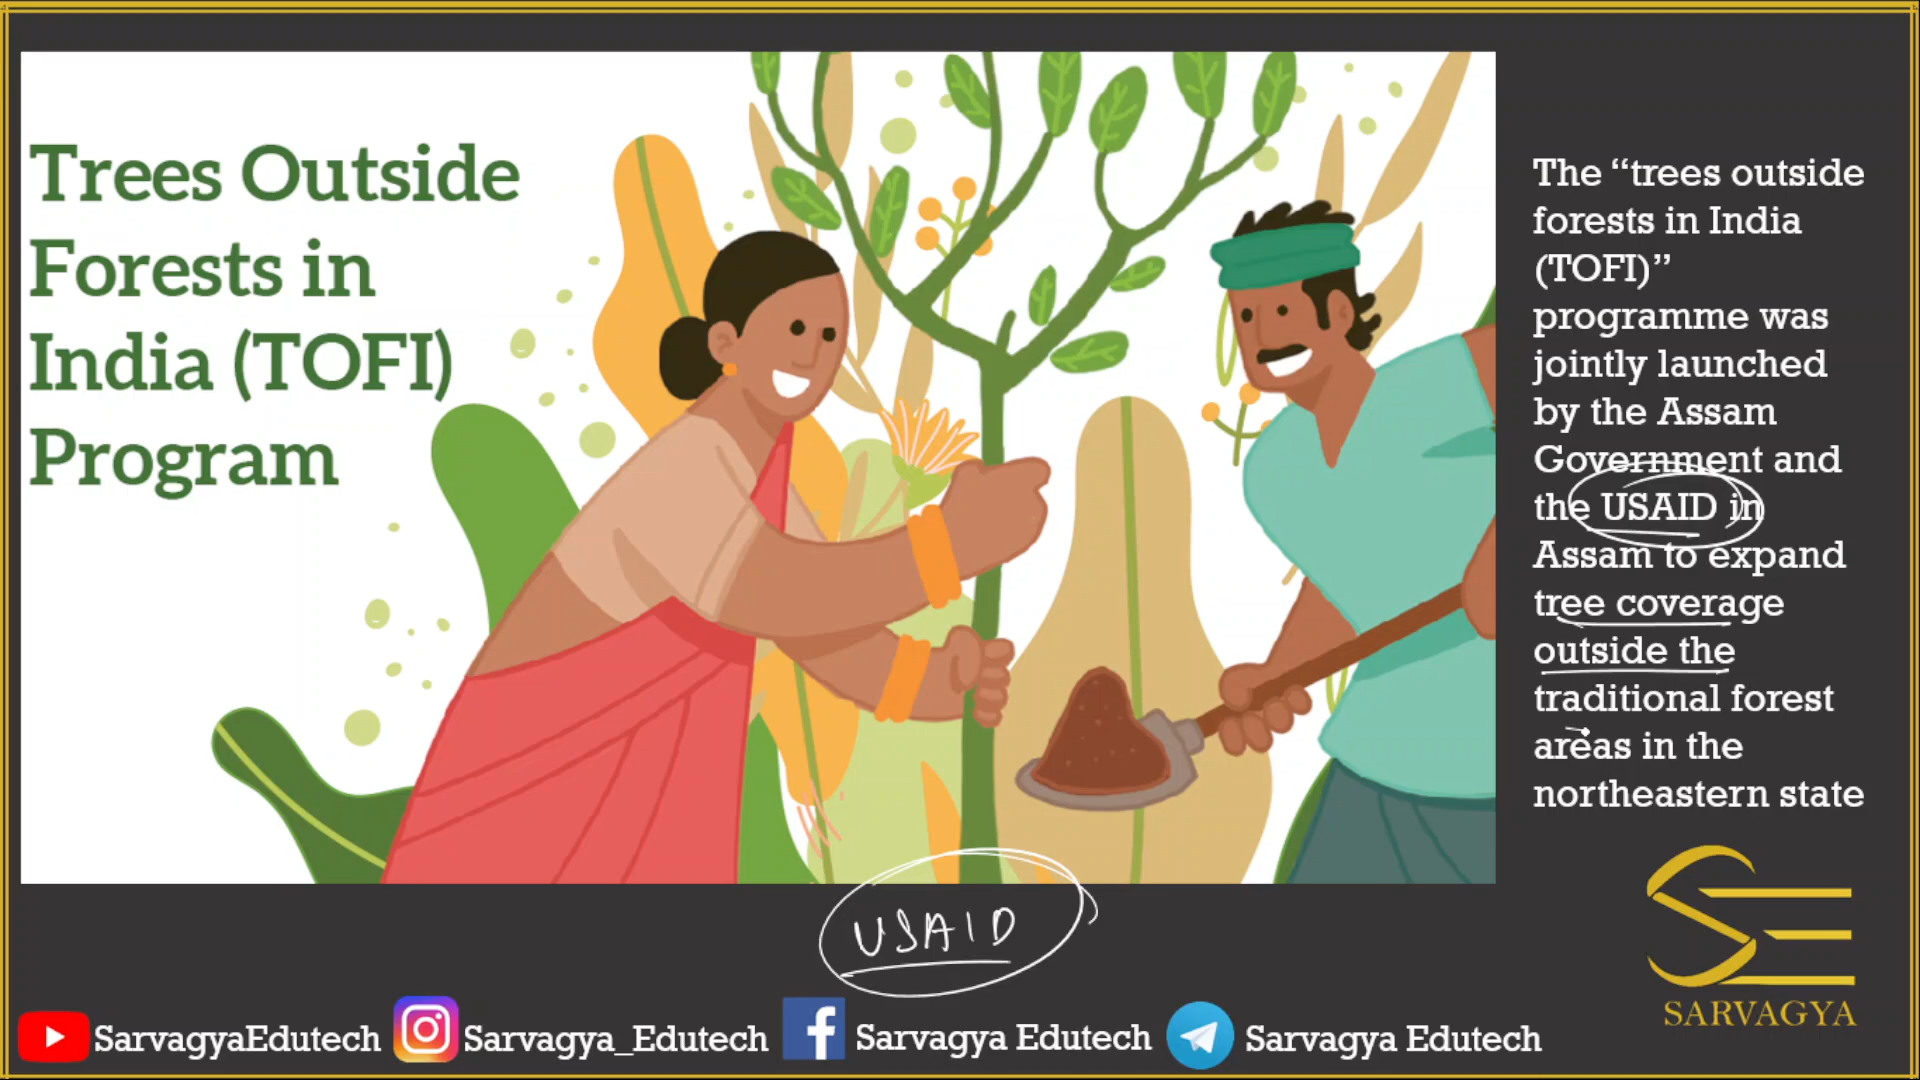 Trees Outside
Forests in
India (TOFI)
Program
The “trees outside
forests in India
(TOFI)”
programme was
jointly launched
by the Assam
Government and
the USAID in
Assam to expand
tree coverage
outside the
traditional forest
areas in the
northeastern state
USAID
SARVAGYA
SarvagyaEdutech
Sarvagya_Edutech
Sarvagya Edutech
Sarvagya Edutech